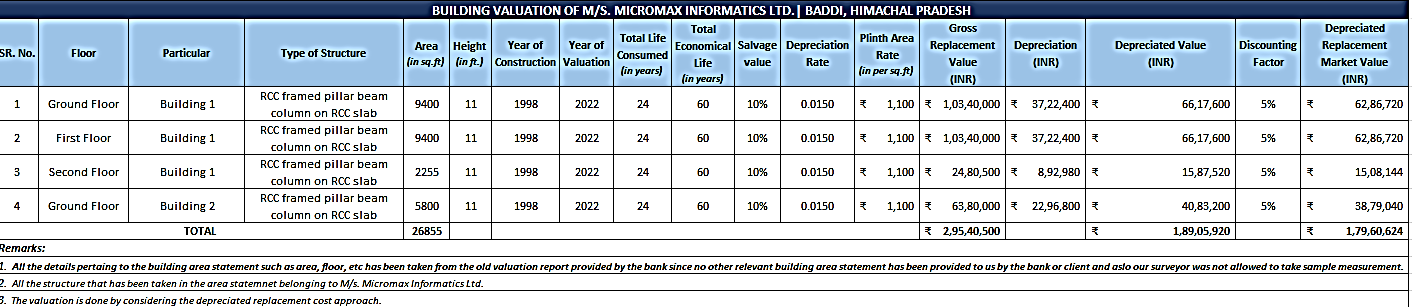 BUILDING VALUATION OF M/S. MICROMAX INFORMATICS LTD.| BADDI, HIMACHAL PRADESH
SR. No. Floor Particular Type of Structure Area (in sq.ft) Height (in ft.) Year of Construction Year of Valuation Total Life Consumed (in years) Total Economical Life (in years) Salvage value Depreciation Rate Plinth Area Rate (in per sq.ft) Gross Replacement Value (INR) Depreciation (INR) Depreciated Value (INR) Discounting Factor Depreciated Replacement Market Value (INR)
1 Ground Floor Building 1 RCC framed pillar beam column on RCC slab 9400 11 1998 2022 24 60 10% 0.0150 ₹ 1,100 ₹ 1,03,40,000 ₹ 37,22,400 ₹ 66,17,600 5% ₹ 62,86,720
2 First Floor Building 1 RCC framed pillar beam column on RCC slab 9400 11 1998 2022 24 60 10% 0.0150 ₹ 1,100 ₹ 1,03,40,000 ₹ 37,22,400 ₹ 66,17,600 5% ₹ 62,86,720
3 Second Floor Building 1 RCC framed pillar beam column on RCC slab 2255 11 1998 2022 24 60 10% 0.0150 ₹ 1,100 ₹ 24,80,500 ₹ 8,92,980 ₹ 15,87,520 5% ₹ 15,08,144
4 Ground Floor Building 2 RCC framed pillar beam column on RCC slab 5800 11 1998 2022 24 60 10% 0.0150 ₹ 1,100 ₹ 63,80,000 ₹ 22,96,800 ₹ 40,83,200 5% ₹ 38,79,040
TOTAL 26855 ₹ 2,95,40,500 ₹ 1,89,05,920 ₹ 1,79,60,624
Remarks:
1. All the details pertaing to the building area statement such as area, floor, etc has been taken from the old valuation report provided by the bank since no other relevant building area statement has been provided to us by the bank or client and aslo our surveyor was not allowed to take sample measurement.
2. All the structure that has been taken in the area statemnet belonging to M/s. Micromax Informatics Ltd.
3. The valuation is done by considering the depreciated replacement cost approach.